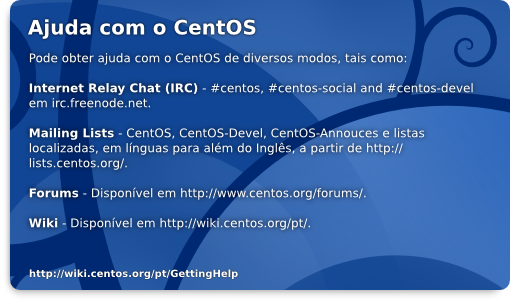 Ajuda com o CentOS
Pode obter ajuda com o CentOS de diversos modos, tais como:
Internet Relay Chat (IRC) - #centos, #centos-social and #centos-devel
em irc.freenode.net.
Mailing Lists - CentOS, CentOS-Devel, CentOS-Annouces e listas
localizadas, em línguas para além do Inglês, a partir de http://
lists.centos.org/.
Forums - Disponível em http://www.centos.org/forums/.
Wiki - Disponível em http://wiki.centos.org/pt/.
http://wiki.centos.org/pt/GettingHelp